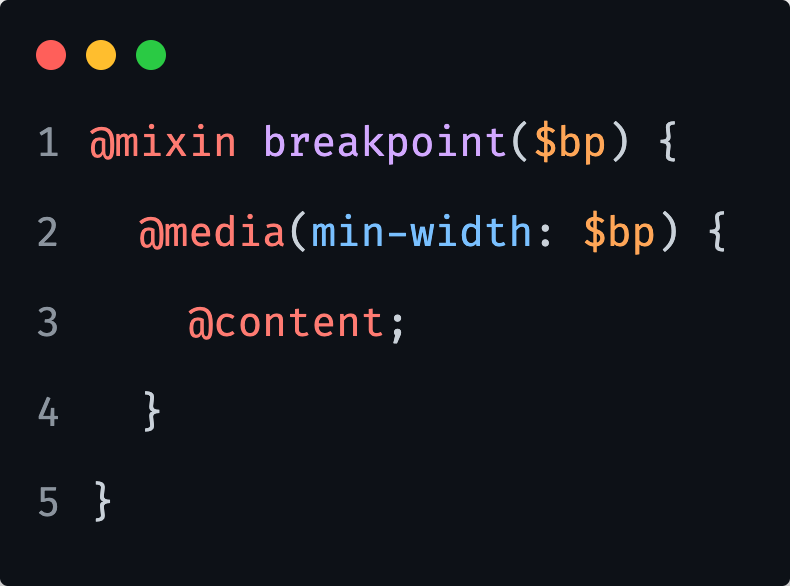 1 @mixin breakpoint($bp) {
2   @media(min-width: $bp) {
3     @content;
4   }
5 }